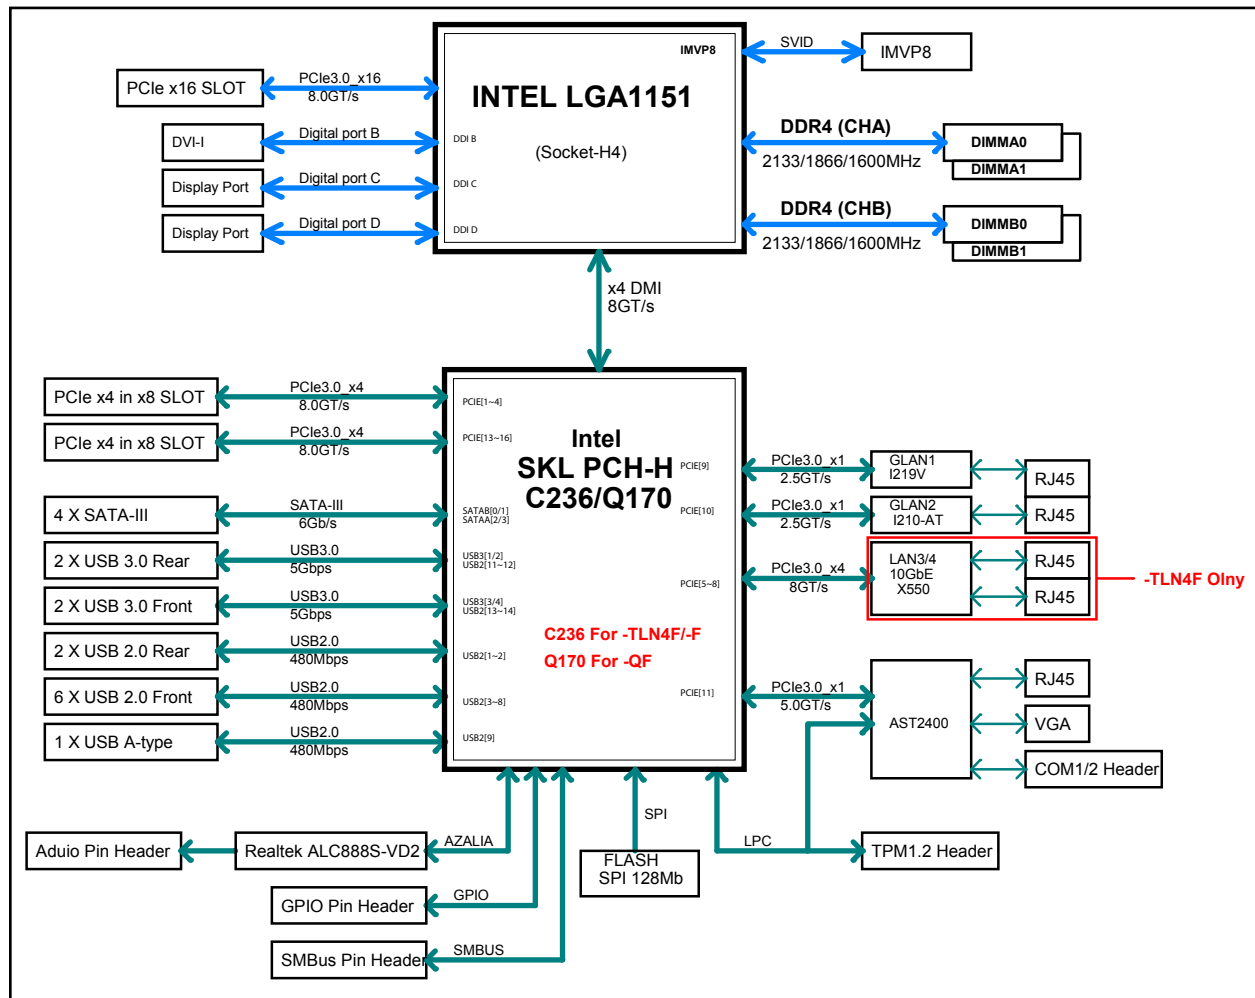 IMVP8
SVID
IMVP8
PCIe x16 SLOT
PCIe3.0_x16
8.0GT/s
INTEL LGA1151
(Socket-H4)
DVI-I
Digital port B
DDI B
Display Port
Digital port C
DDI C
Display Port
Digital port D
DDI D
DDR4 (CHA)
2133/1866/1600MHz
DIMMA0
DIMMA1
DDR4 (CHB)
2133/1866/1600MHz
DIMMB0
DIMMB1
x4 DMI
8GT/s
PCIe x4 in x8 SLOT
PCIe3.0_x4
8.0GT/s
PCIE[1~4]
PCIe x4 in x8 SLOT
PCIe3.0_x4
8.0GT/s
PCIE[13~16]
Intel
SKL PCH-H
C236/Q170
4 X SATA-III
SATA-III
6Gb/s
SATAB[0/1]
SATAA[2/3]
2 X USB 3.0 Rear
USB3.0
5Gbps
USB3[1/2]
USB2[11~12]
2 X USB 3.0 Front
USB3.0
5Gbps
USB3[3/4]
USB2[13~14]
2 X USB 2.0 Rear
USB2.0
480Mbps
USB2[1~2]
6 X USB 2.0 Front
USB2.0
480Mbps
USB2[3~8]
1 X USB A-type
USB2.0
480Mbps
USB2[9]
C236 For -TLN4F/-F
Q170 For -QF
PCIE[9]
PCIe3.0_x1
2.5GT/s
GLAN1
I219V
RJ45
PCIE[10]
PCIe3.0_x1
2.5GT/s
GLAN2
I210-AT
RJ45
PCIE[5~8]
PCIe3.0_x4
8GT/s
LAN3/4
10GbE
X550
RJ45
RJ45
-TLN4F Olny
PCIE[11]
PCIe3.0_x1
5.0GT/s
AST2400
RJ45
VGA
COM1/2 Header
Aduio Pin Header
Realtek ALC888S-VD2
AZALIA
SPI
FLASH
SPI 128Mb
LPC
TPM1.2 Header
GPIO Pin Header
GPIO
SMBus Pin Header
SMBUS